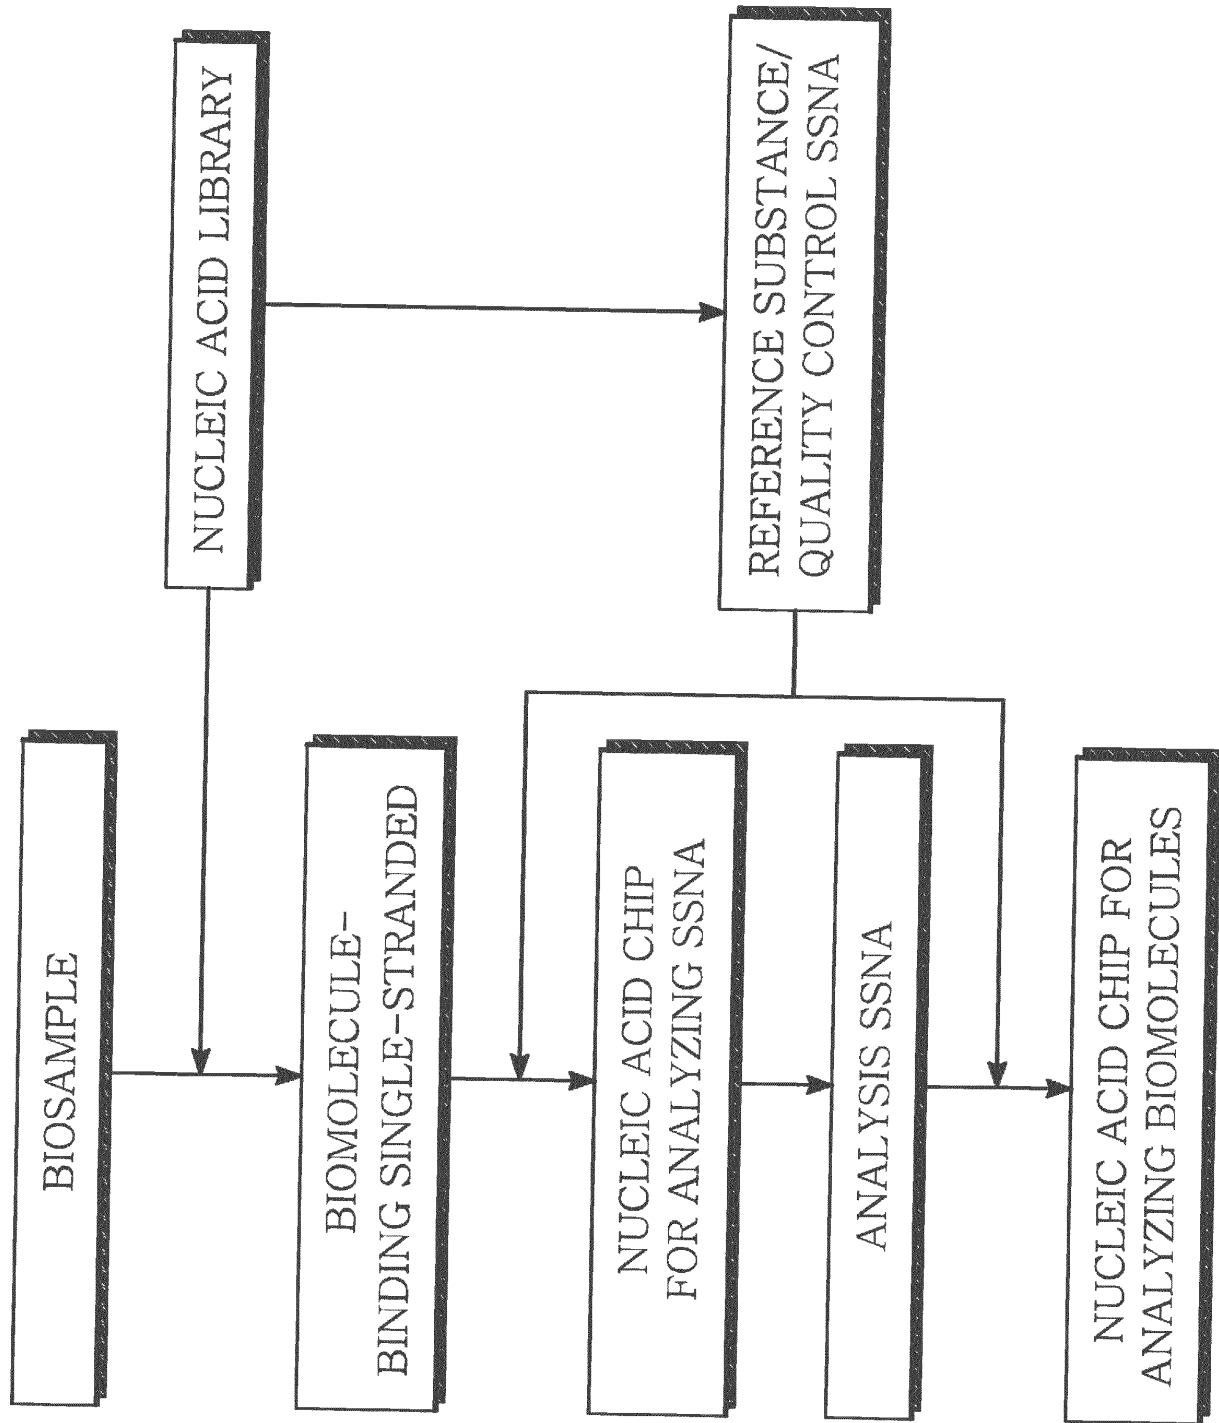 BIOSAMPLE
BIOMOLECULE-
BINDING SINGLE-STRANDED
NUCLEIC ACID CHIP
FOR ANALYZING SSNA
ANALYSIS SSNA
NUCLEIC ACID CHIP FOR
ANALYZING BIOMOLECULES
NUCLEIC ACID LIBRARY
REFERENCE SUBSTANCE/
QUALITY CONTROL SSNA